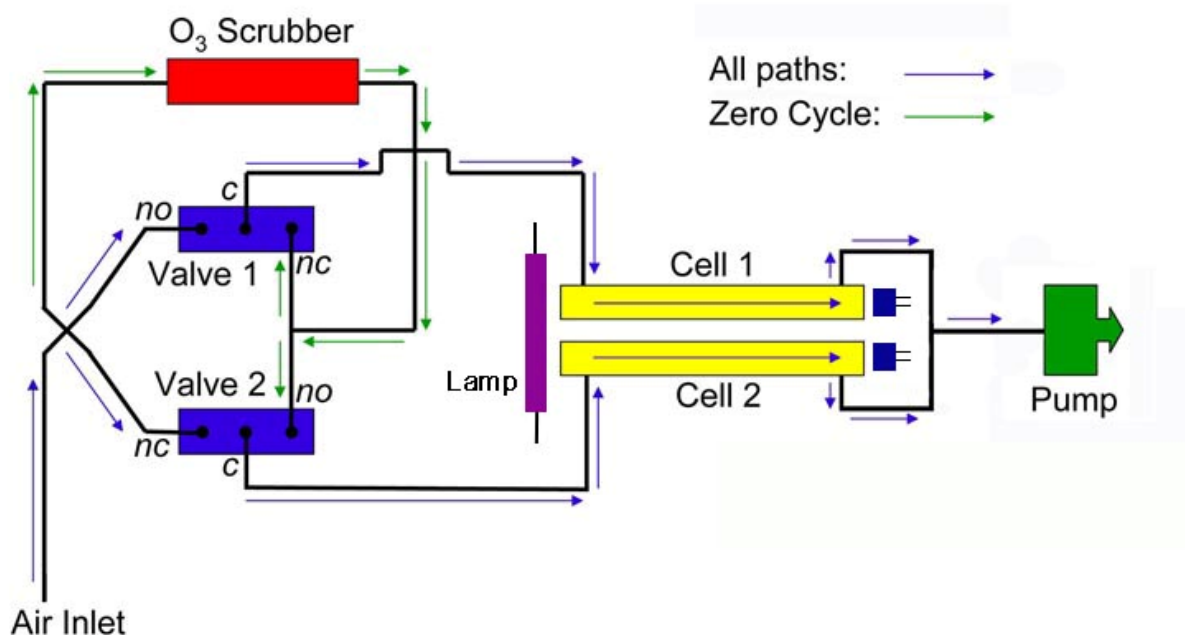 O₃ Scrubber
All paths:
Zero Cycle:
c
no
Valve 1
nc
Cell 1
Lamp
Valve 2
no
Cell 2
Pump
nc
c
Air Inlet